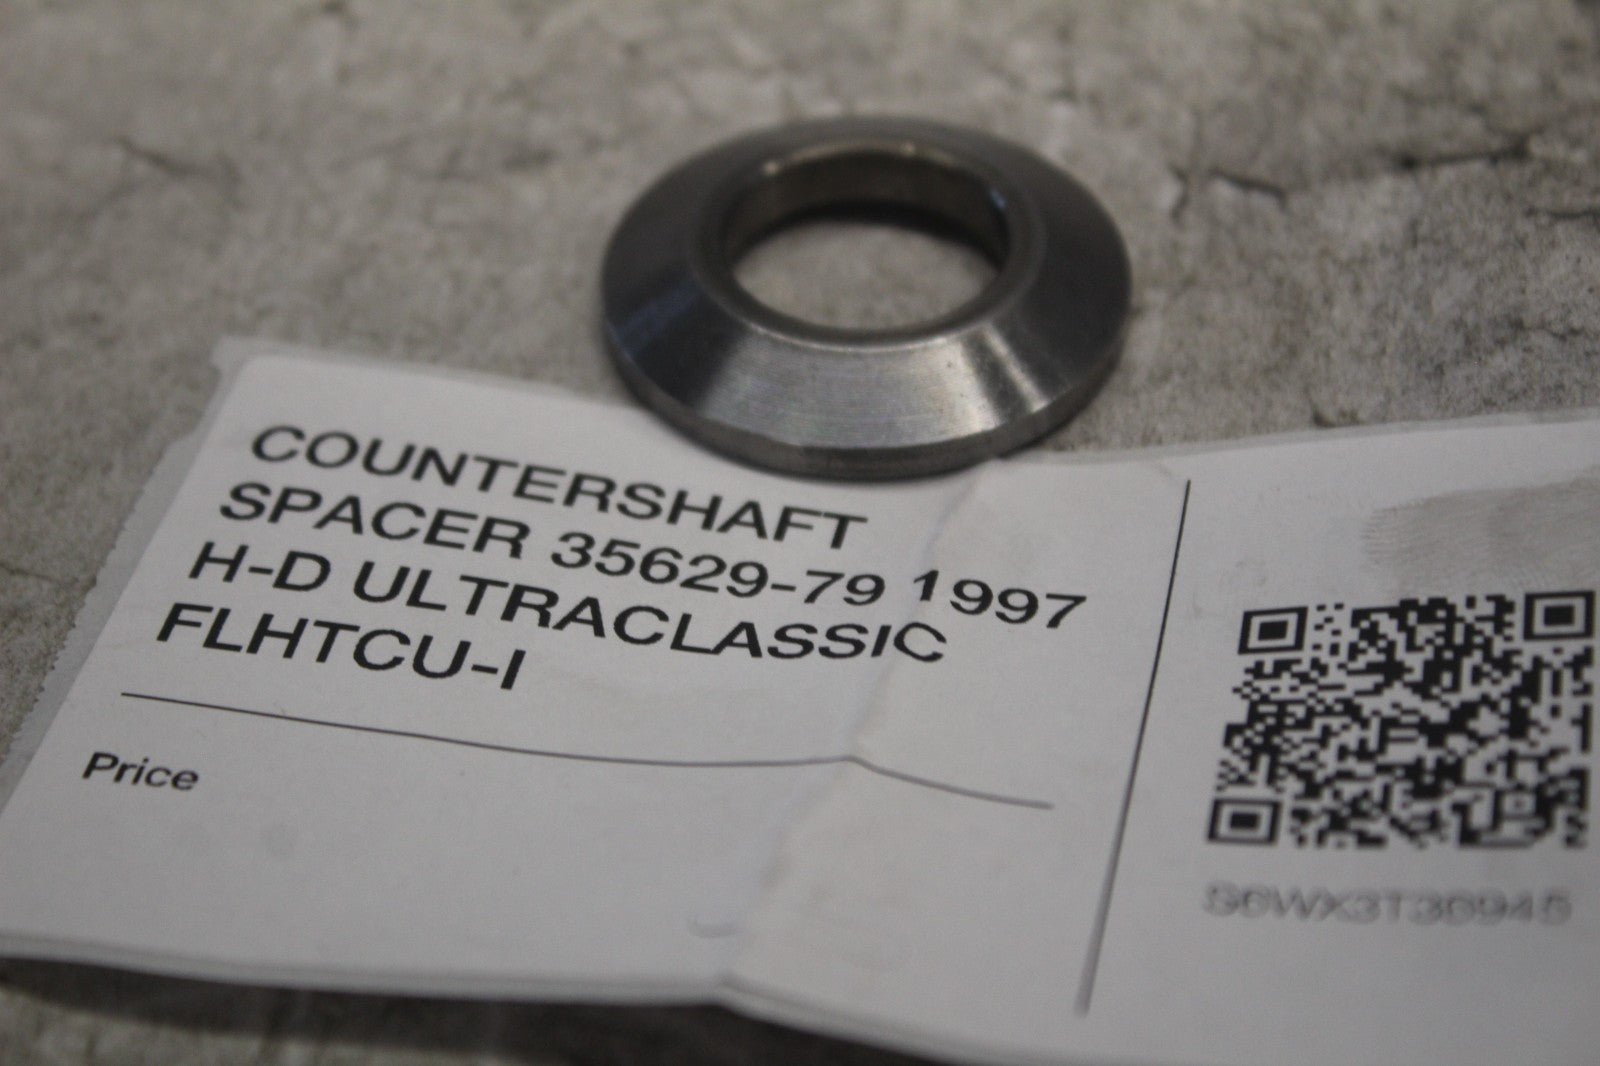 COUNTERSHAFT
SPACER 35629-79 1997
H-D ULTRACLASSIC
FLHTCU-I
Price